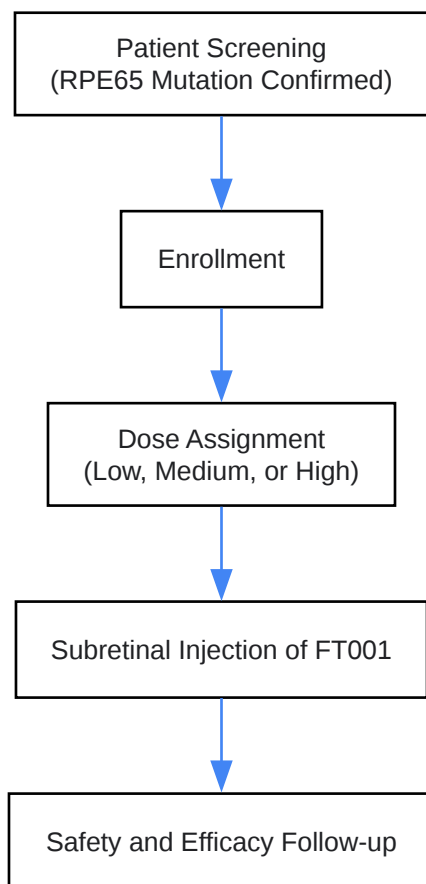 Patient Screening
(RPE65 Mutation Confirmed)
Enrollment
Dose Assignment
(Low, Medium, or High)
Subretinal Injection of FT001
Safety and Efficacy Follow-up